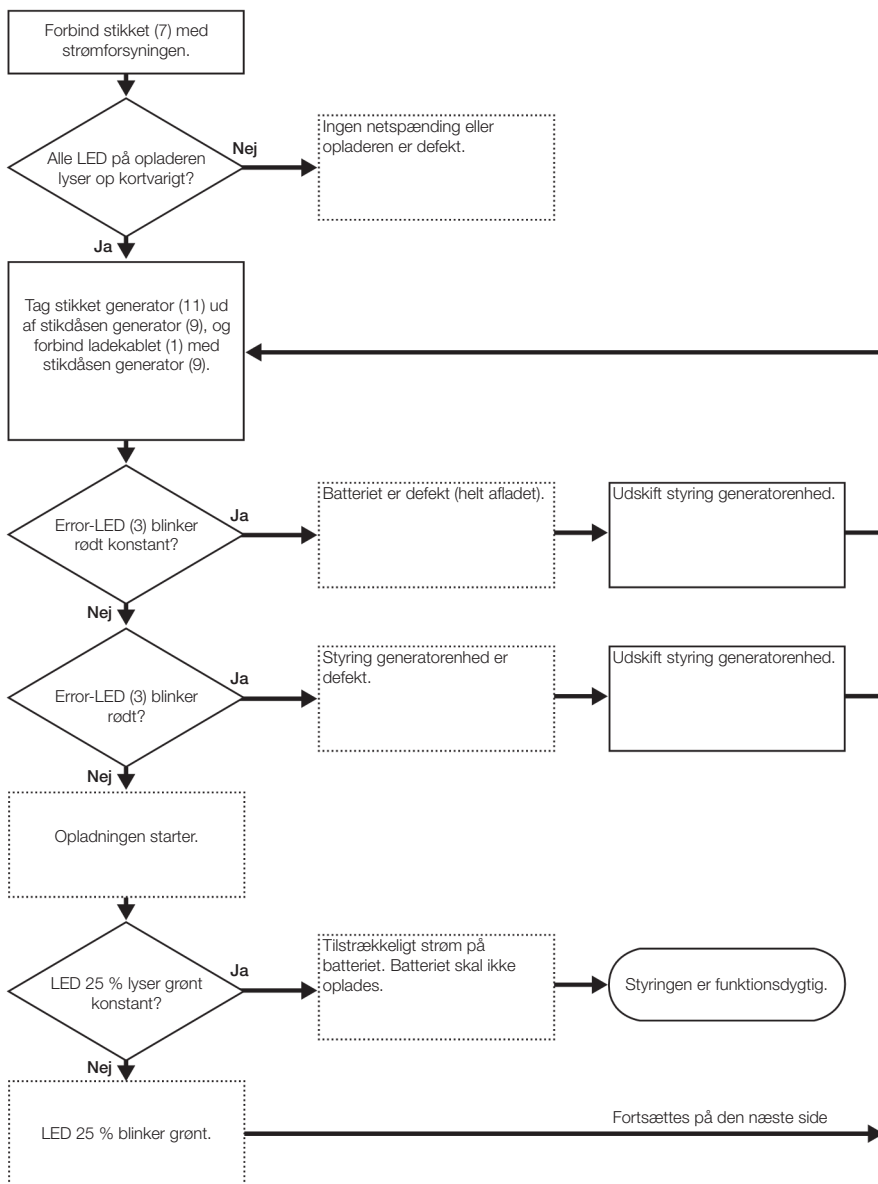 Forbind stikket (7) med
strømforsyningen.
Alle LED på opladeren
lyser op kortvarigt?
Nej
Ingen netspænding eller
opladeren er defekt.
Ja
Tag stikket generator (11) ud
af stikdåsen generator (9), og
forbind ladekablet (1) med
stikdåsen generator (9).
Error-LED (3) blinker
rødt konstant?
Ja
Batteriet er defekt (helt afladet).
Udskift styring generatorenhed.
Nej
Error-LED (3) blinker
rødt?
Ja
Styring generatorenhed er
defekt.
Udskift styring generatorenhed.
Nej
Opladningen starter.
LED 25 % lyser grønt
konstant?
Ja
Tilstrækkeligt strøm på
batteriet. Batteriet skal ikke
oplades.
Styringen er funktionsdygtig.
Nej
LED 25 % blinker grønt.
Fortsættes på den næste side